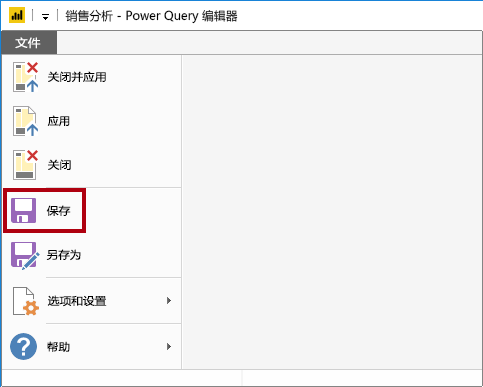 销售分析 - Power Query 编辑器
文件
关闭并应用
应用
关闭
保存
另存为
选项和设置
帮助